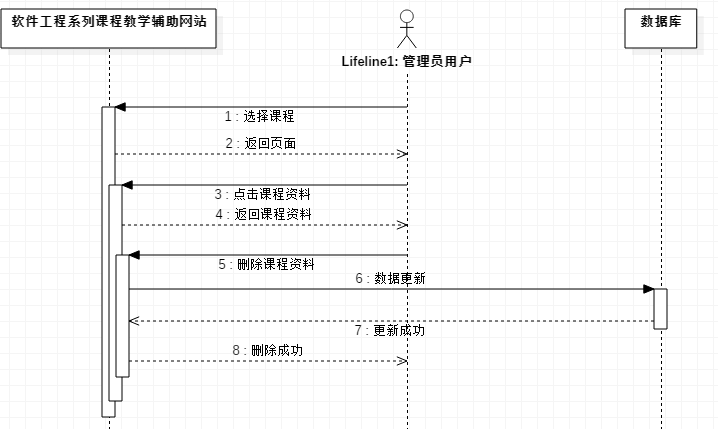 软件工程系列课程教学辅助网站
Lifeline1: 管理员用户
数据库
1 : 选择课程
2 : 返回页面
3 : 点击课程资料
4 : 返回课程资料
5 : 删除课程资料
6 : 数据更新
7 : 更新成功
8 : 删除成功